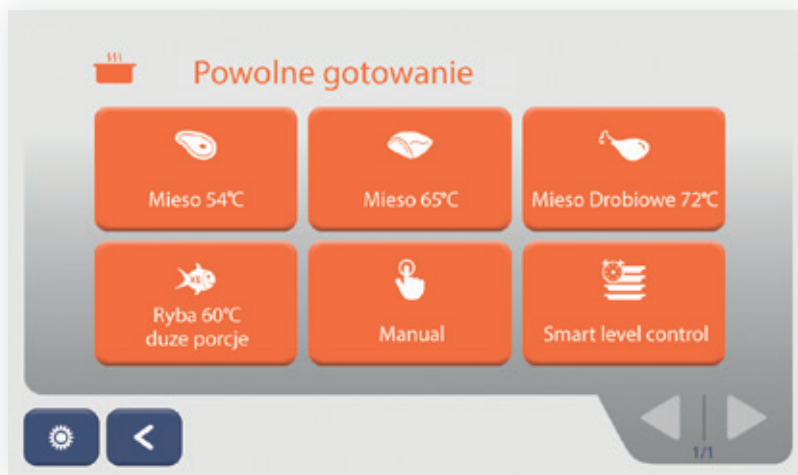 Powolne gotowanie
Mieso 54°C
Mieso 65°C
Mieso Drobiowe 72°C
Ryba 60°C
duze porcje
Manual
Smart level control
1/1